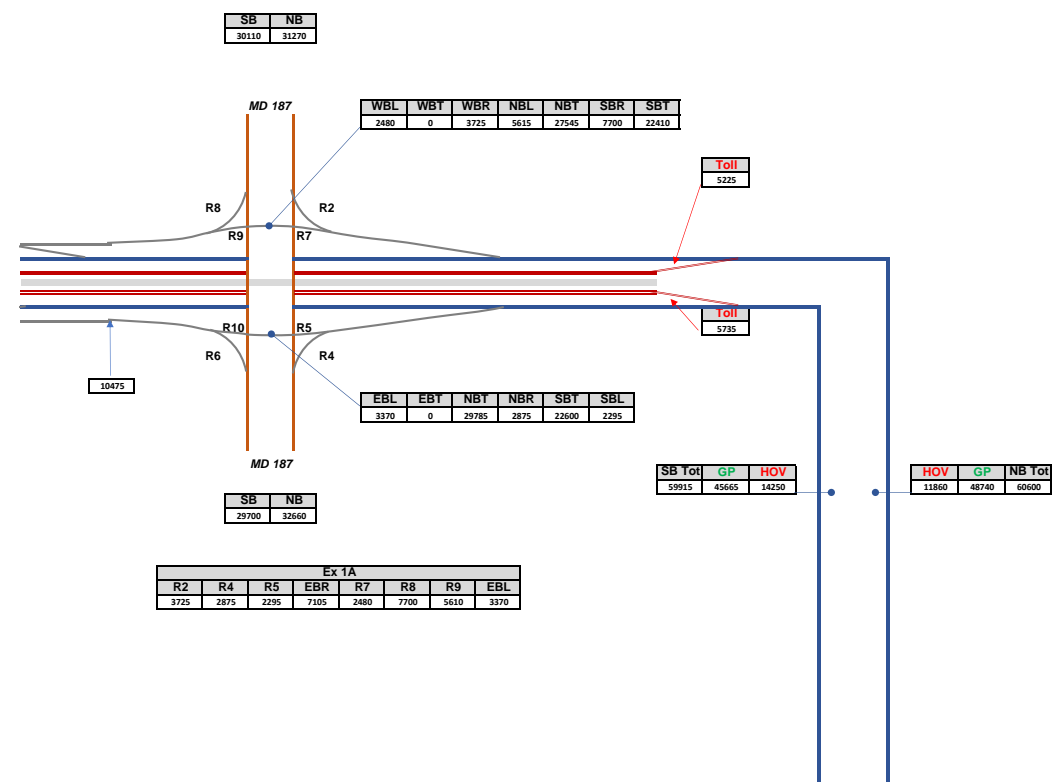 SB NB
30110 31270
MD 187
WBL WBT WBR NBL NBT SBR SBT
2480 0 3725 5615 27545 7700 22410
Toll
5225
R8 R2
R9 R7
R10 R5
Toll
5735
R6 R4
10475
EBL EBT NBT NBR SBT SBL
3370 0 29785 2875 22600 2295
MD 187
SB Tot GP HOV
59915 45665 14250
HOV GP NB Tot
11860 48740 60600
SB NB
29700 32660
Ex 1A
R2 R4 R5 EBR R7 R8 R9 EBL
3725 2875 2295 7105 2480 7700 5610 3370